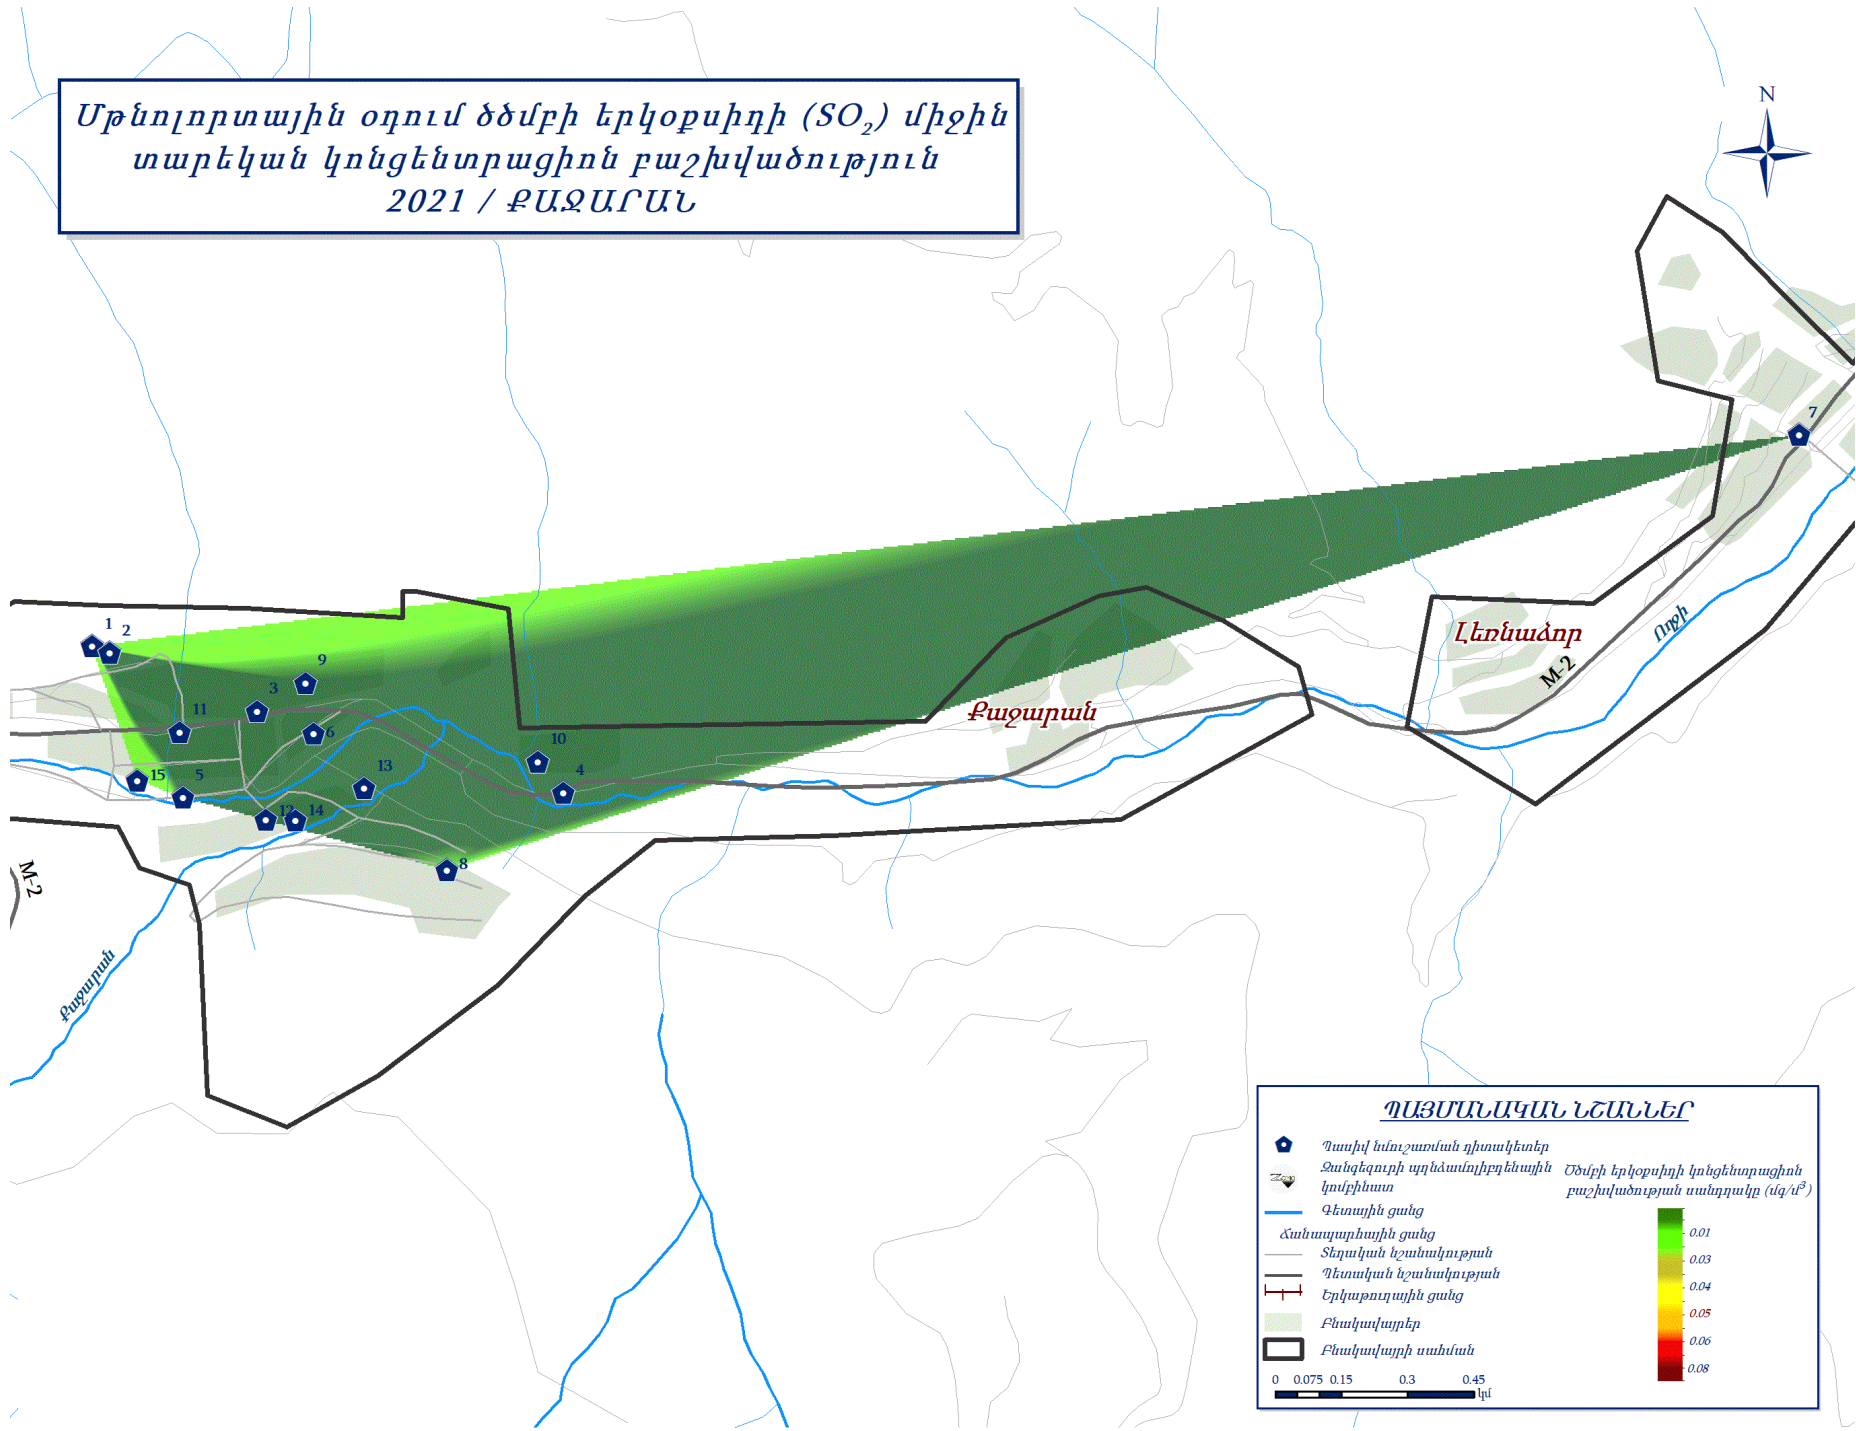 Մթնոլորտային օդում ծծմբի երկօքսիդի (SO₂) միջին
տարեկան կոնցենտրացիոն բաշխվածություն
2021 / ՔԱՋԱՐԱՆ
N
7
1
2
9
3
11
6
10
15
5
13
4
12
14
8
Քաջարան
Լեռնաձոր
M-2
Ողջի
M-2
Քաջարան
ՊԱՅՄԱՆԱԿԱՆ ՆՇԱՆՆԵՐ
Պասիվ նմուշառման դիտակետեր
Զանգեզուրի պղնձամոլիբդենային
կոմբինատ
Գետային ցանց
Ճանապարհային ցանց
Տեղական նշանակության
Պետական նշանակության
Երկաթուղային ցանց
Բնակավայրեր
Բնակավայրի սահման
0 0.075 0.15 0.3 0.45
կմ
Ծծմբի երկօքսիդի կոնցենտրացիոն
բաշխվածության սանդղակը (մգ/մ³)
0.01
0.03
0.04
0.05
0.06
0.08